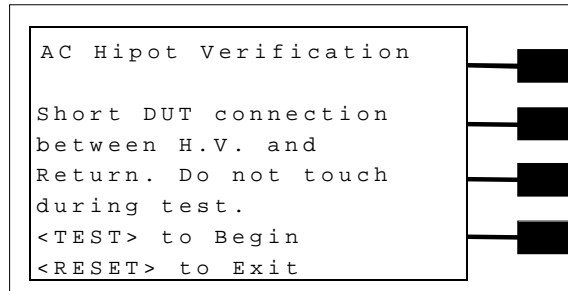 AC Hipot Verification
Short DUT connection
between H.V. and
Return. Do not touch
during test.
<TEST> to Begin
<RESET> to Exit